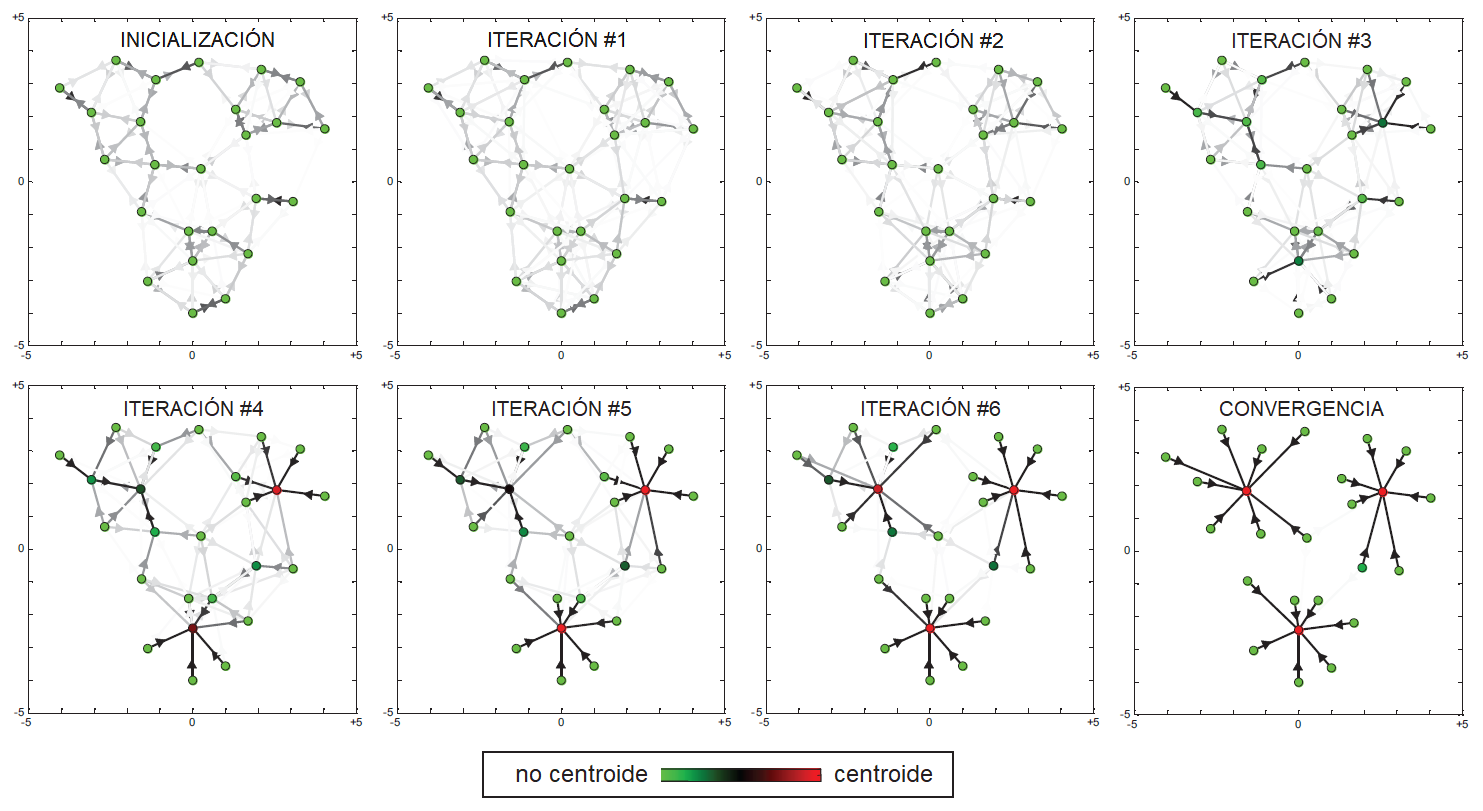 +5 +5 +5 +5
INICIALIZACIÓN ITERACIÓN #1 ITERACIÓN #2 ITERACIÓN #3
0 0 0 0
-5 -5 -5 -5
-5 0 +5 -5 0 +5 -5 0 +5 -5 0 +5
+5 +5 +5 +5
ITERACIÓN #4 ITERACIÓN #5 ITERACIÓN #6 CONVERGENCIA
0 0 0 0
-5 -5 -5 -5
-5 0 +5 -5 0 +5 -5 0 +5 -5 0 +5
no centroide centroide